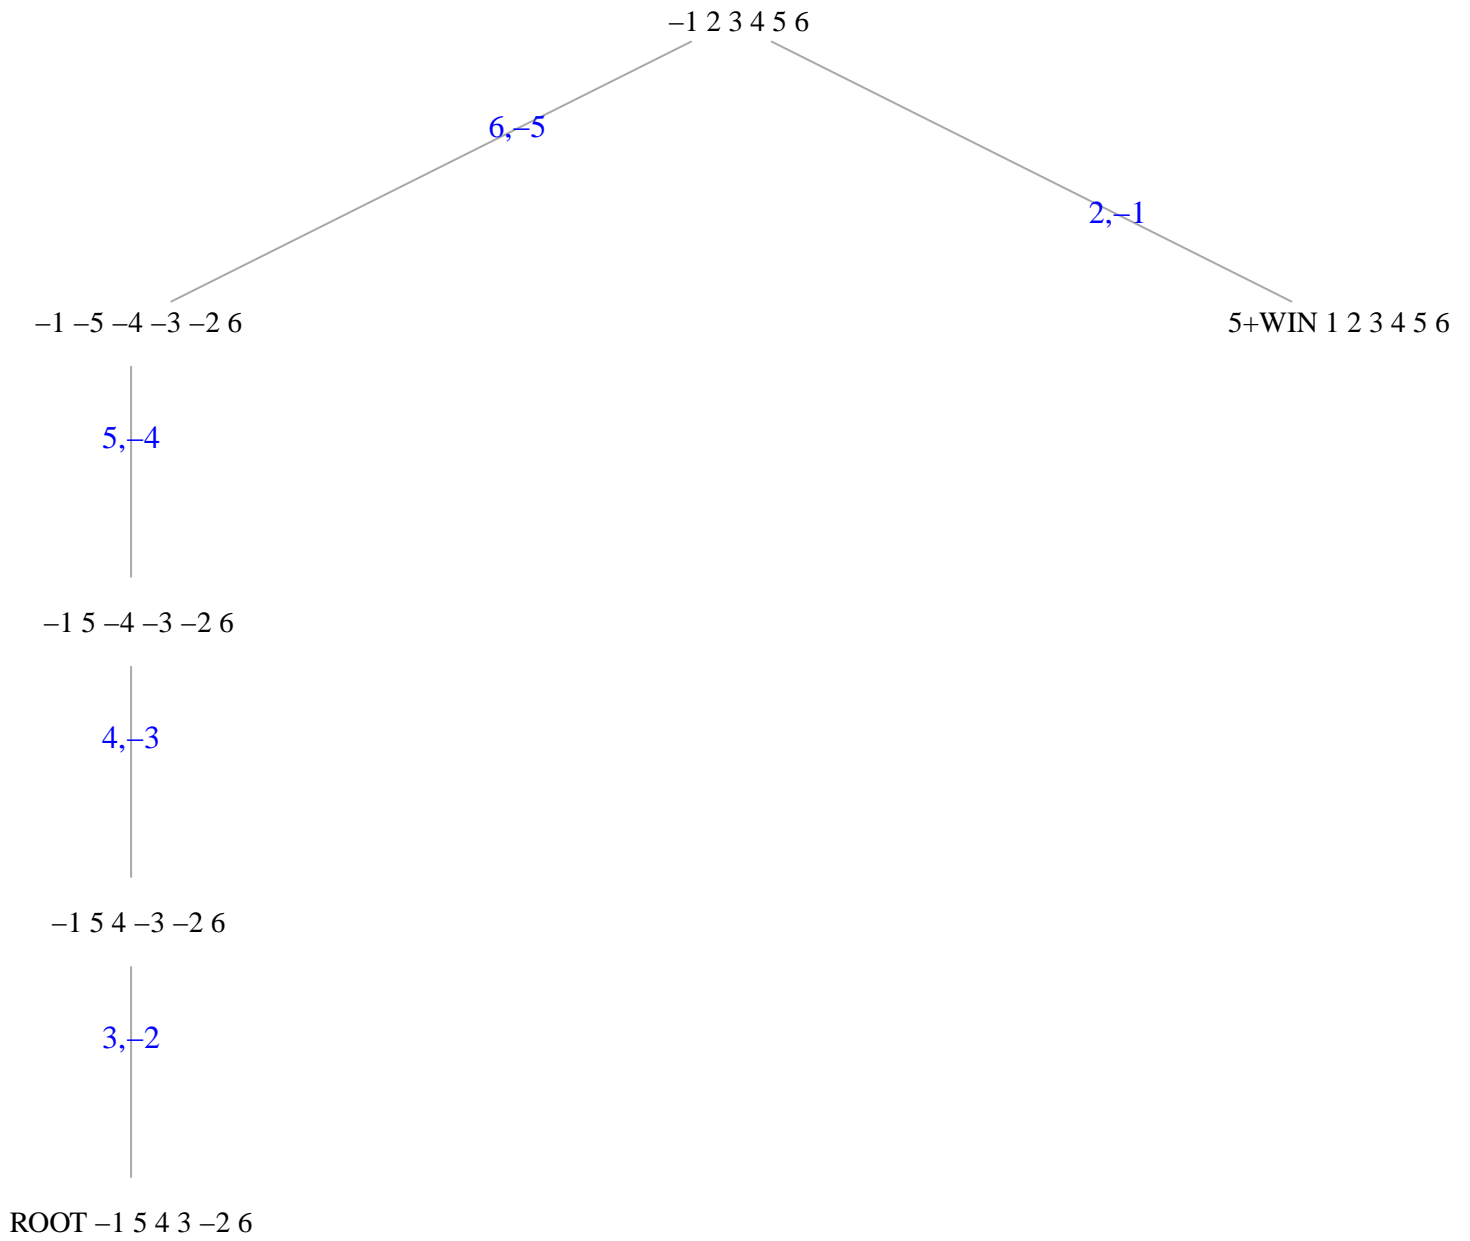 –1 2 3 4 5 6
6,–5
2,–1
–1 –5 –4 –3 –2 6
5+WIN 1 2 3 4 5 6
5,–4
–1 5 –4 –3 –2 6
4,–3
–1 5 4 –3 –2 6
3,–2
ROOT –1 5 4 3 –2 6